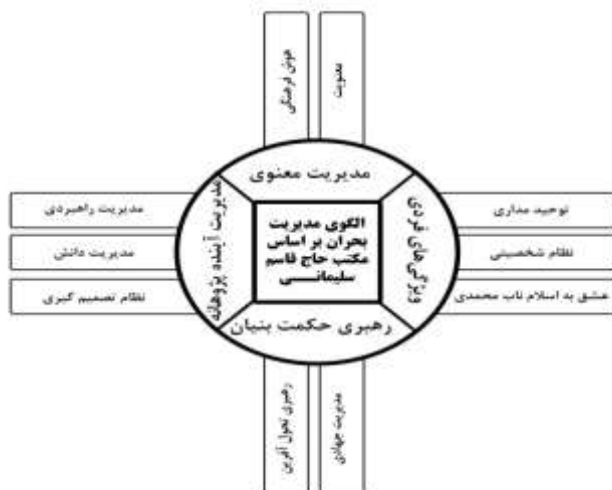 معنویت
هوش فرهنگی
مدیریت معنوی
توحید مداری
نظام شخصیتی
عشق به اسلام ناب محمدی
ویژگی‌های فردی
الگوی مدیریت
بحران بر اساس
مکتب حاج قاسم
سلیمانی
مدیریت آینده پژوهانه
مدیریت راهبردی
مدیریت دانش
نظام تصمیم گیری
رهبری حکمت بنیان
مدیریت جهادی
رهبری تحول آفرین